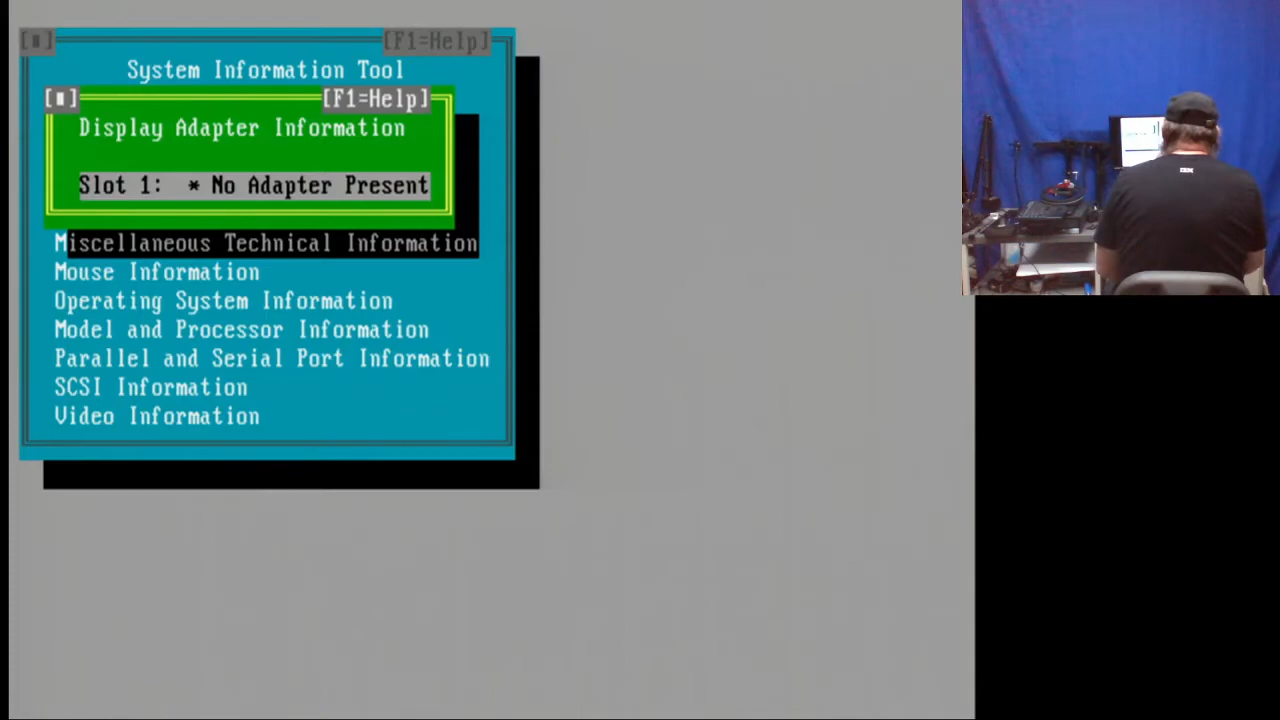 [■] [F1=Help]
System Information Tool
[■] [F1=Help]
Display Adapter Information
Slot 1: * No Adapter Present
Miscellaneous Technical Information
Mouse Information
Operating System Information
Model and Processor Information
Parallel and Serial Port Information
SCSI Information
Video Information
IBM